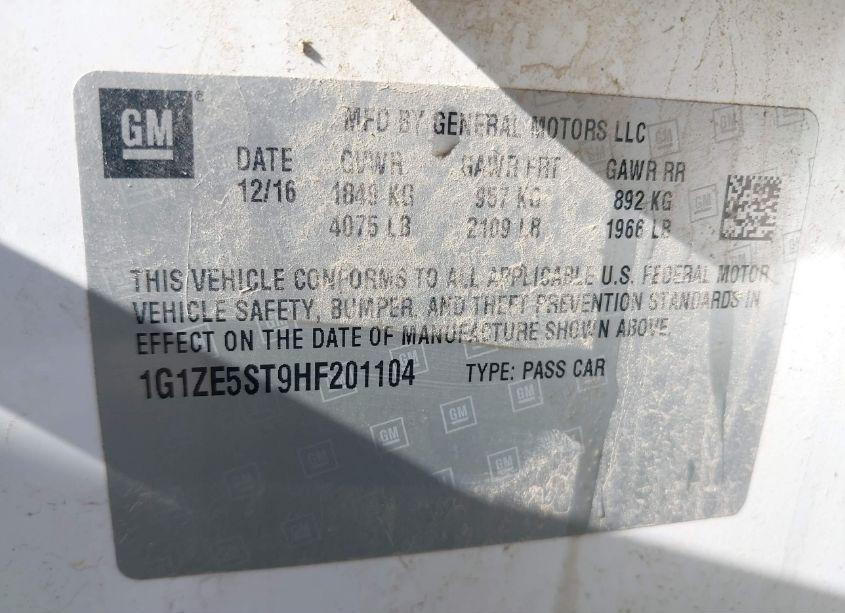 GM
MFD BY GENERAL MOTORS LLC
DATE GVWR GAWR FRT GAWR RR
12/16 1849 KG 957 KG 892 KG
4075 LB 2109 LB 1966 LB
THIS VEHICLE CONFORMS TO ALL APPLICABLE U.S. FEDERAL MOTOR
VEHICLE SAFETY, BUMPER, AND THEFT PREVENTION STANDARDS IN
EFFECT ON THE DATE OF MANUFACTURE SHOWN ABOVE.
1G1ZE5ST9HF201104 TYPE: PASS CAR